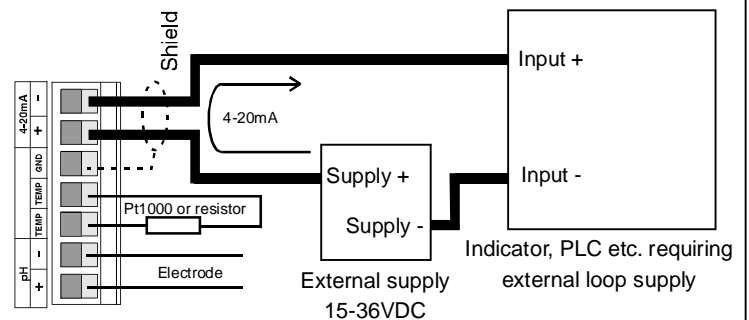 Shield
Input +
4-20mA
-
+
4-20mA
GND
TEMP
TEMP
Supply +
Input -
Pt1000 or resistor
Supply -
pH
-
+
Electrode
Indicator, PLC etc. requiring
external loop supply
External supply
15-36VDC